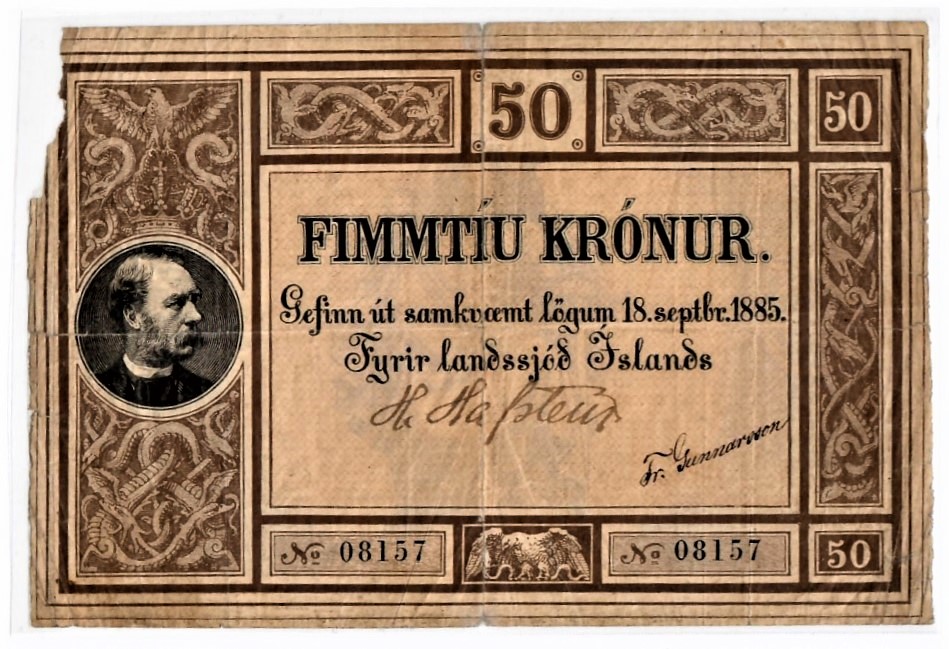 50
50
FIMMTÍU KRÓNUR.
Gefinn út samkvæmt lögum 18. septbr. 1885.
Fyrir landssjóð Íslands
H. Hafstein
Fr. Gunnarsson
No 08157
No 08157
50